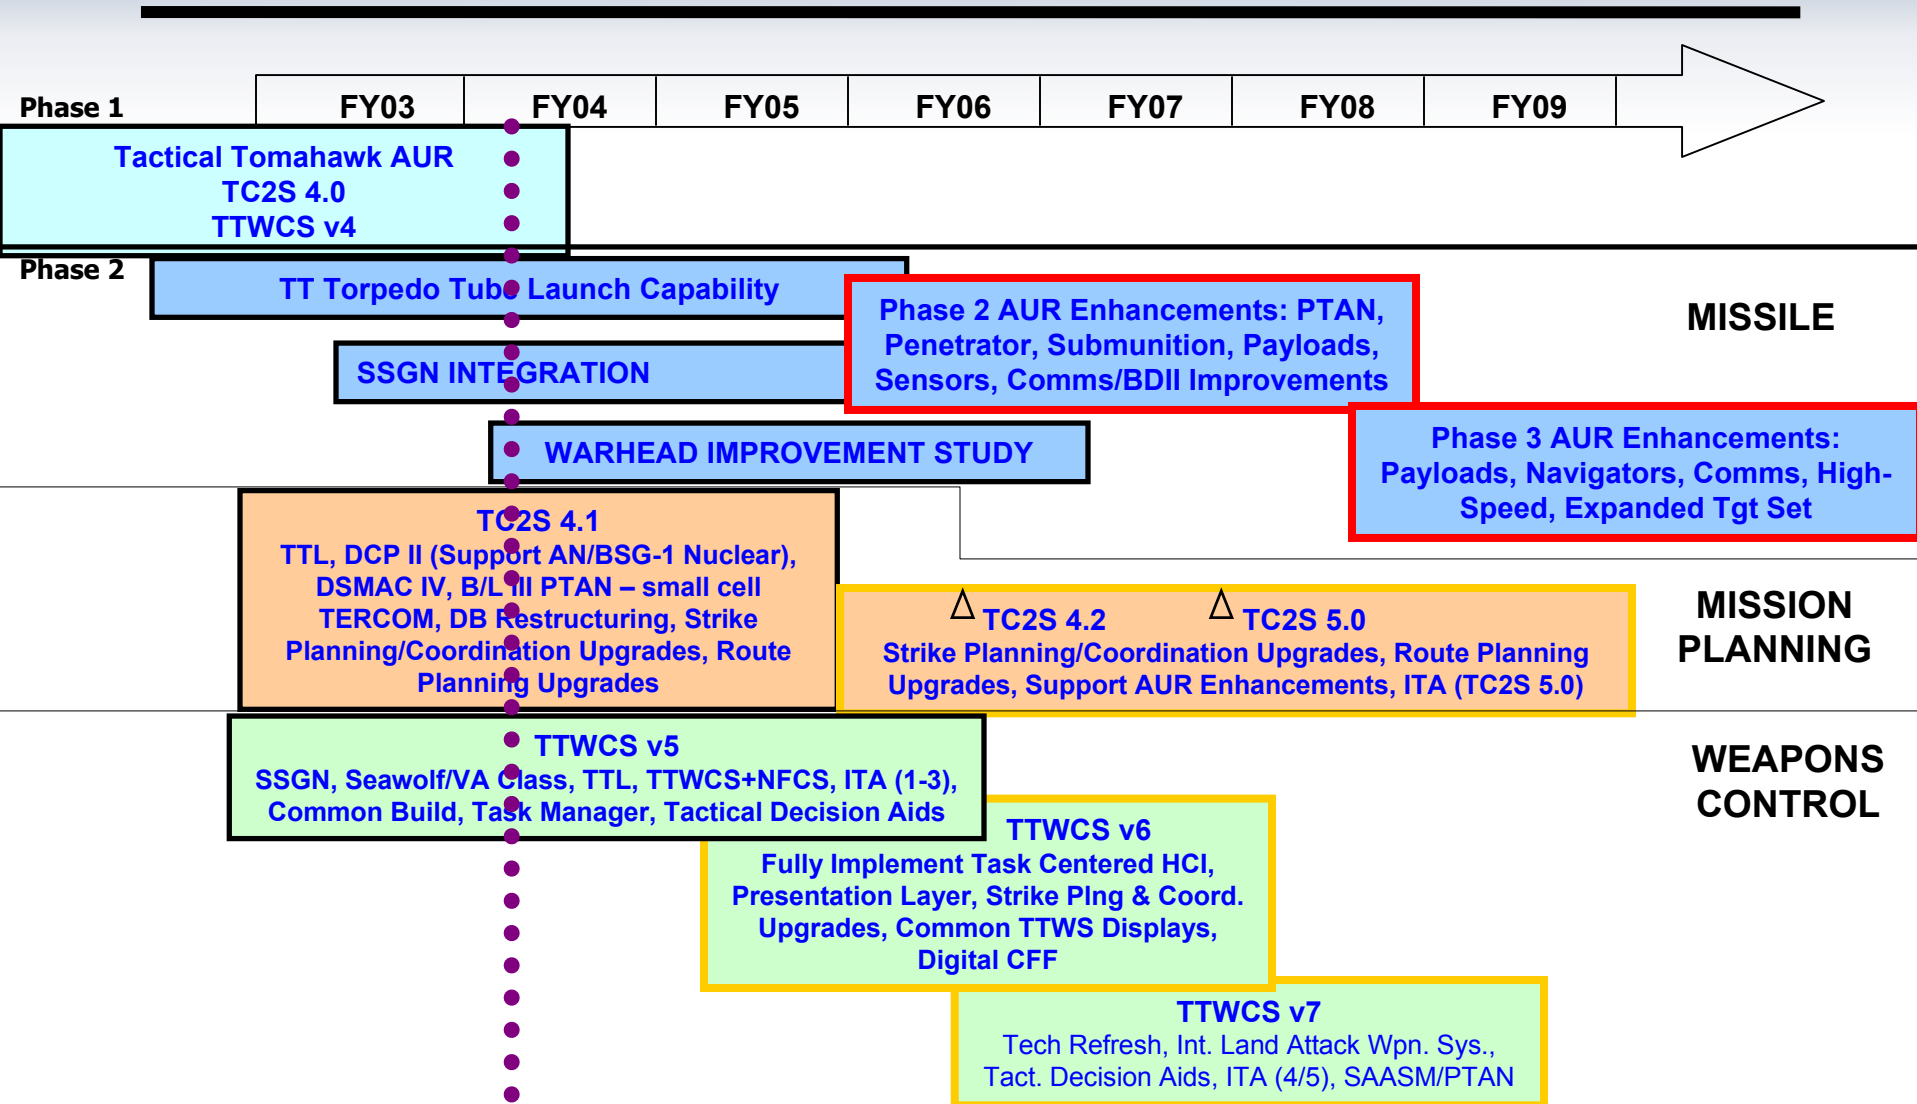 Phase 1
FY03 FY04 FY05 FY06 FY07 FY08 FY09
Tactical Tomahawk AUR
TC2S 4.0
TTWCS v4
Phase 2
TT Torpedo Tube Launch Capability
SSGN INTEGRATION
WARHEAD IMPROVEMENT STUDY
Phase 2 AUR Enhancements: PTAN,
Penetrator, Submunition, Payloads,
Sensors, Comms/BDII Improvements
Phase 3 AUR Enhancements:
Payloads, Navigators, Comms, High-
Speed, Expanded Tgt Set
MISSILE
TC2S 4.1
TTL, DCP II (Support AN/BSG-1 Nuclear),
DSMAC IV, B/L III PTAN – small cell
TERCOM, DB Restructuring, Strike
Planning/Coordination Upgrades, Route
Planning Upgrades
TC2S 4.2 TC2S 5.0
Strike Planning/Coordination Upgrades, Route Planning
Upgrades, Support AUR Enhancements, ITA (TC2S 5.0)
MISSION
PLANNING
TTWCS v5
SSGN, Seawolf/VA Class, TTL, TTWCS+NFCS, ITA (1-3),
Common Build, Task Manager, Tactical Decision Aids
TTWCS v6
Fully Implement Task Centered HCI,
Presentation Layer, Strike Plng & Coord.
Upgrades, Common TTWS Displays,
Digital CFF
TTWCS v7
Tech Refresh, Int. Land Attack Wpn. Sys.,
Tact. Decision Aids, ITA (4/5), SAASM/PTAN
WEAPONS
CONTROL